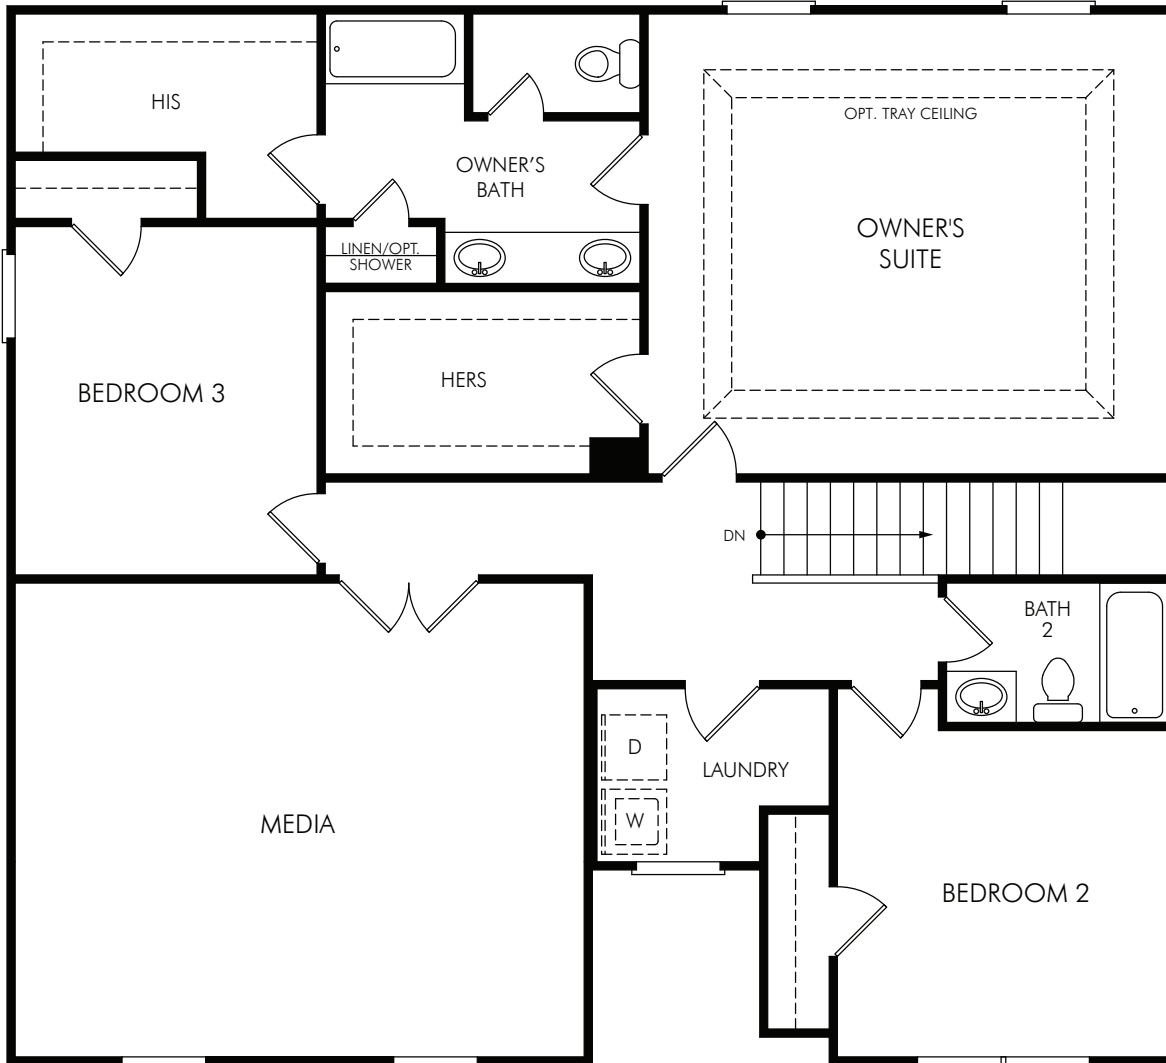 HIS
OPT. TRAY CEILING
OWNER'S
BATH
OWNER'S
SUITE
LINEN/OPT.
SHOWER
HERS
BEDROOM 3
DN
BATH
2
D
LAUNDRY
W
MEDIA
BEDROOM 2